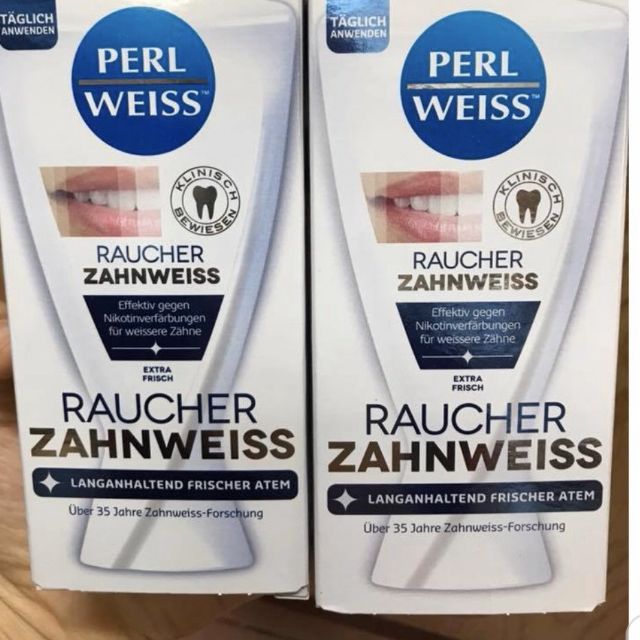 TÄGLICH
ANWENDEN
PERL
WEISS™
KLINISCH
BEWIESEN
RAUCHER
ZAHNWEISS
Effektiv gegen
Nikotinverfärbungen
für weissere Zähne
EXTRA
FRISCH
RAUCHER
ZAHNWEISS
LANGANHALTEND FRISCHER ATEM
Über 35 Jahre Zahnweiss-Forschung
TÄGLICH
ANWENDEN
PERL
WEISS™
KLINISCH
BEWIESEN
RAUCHER
ZAHNWEISS
Effektiv gegen
Nikotinverfärbungen
für weissere Zähne
EXTRA
FRISCH
RAUCHER
ZAHNWEISS
LANGANHALTEND FRISCHER ATEM
Über 35 Jahre Zahnweiss-Forschung